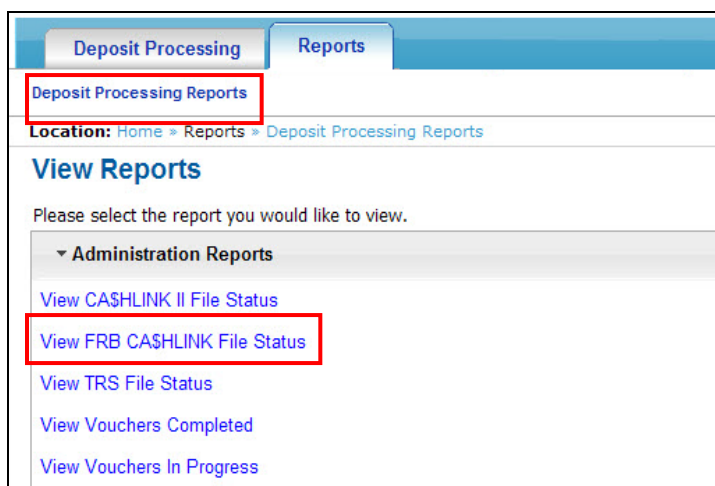 Deposit Processing Reports
Deposit Processing Reports
Location: Home » Reports » Deposit Processing Reports
View Reports
Please select the report you would like to view.
Administration Reports
View CA$HLINK II File Status
View FRB CA$HLINK File Status
View TRS File Status
View Vouchers Completed
View Vouchers In Progress